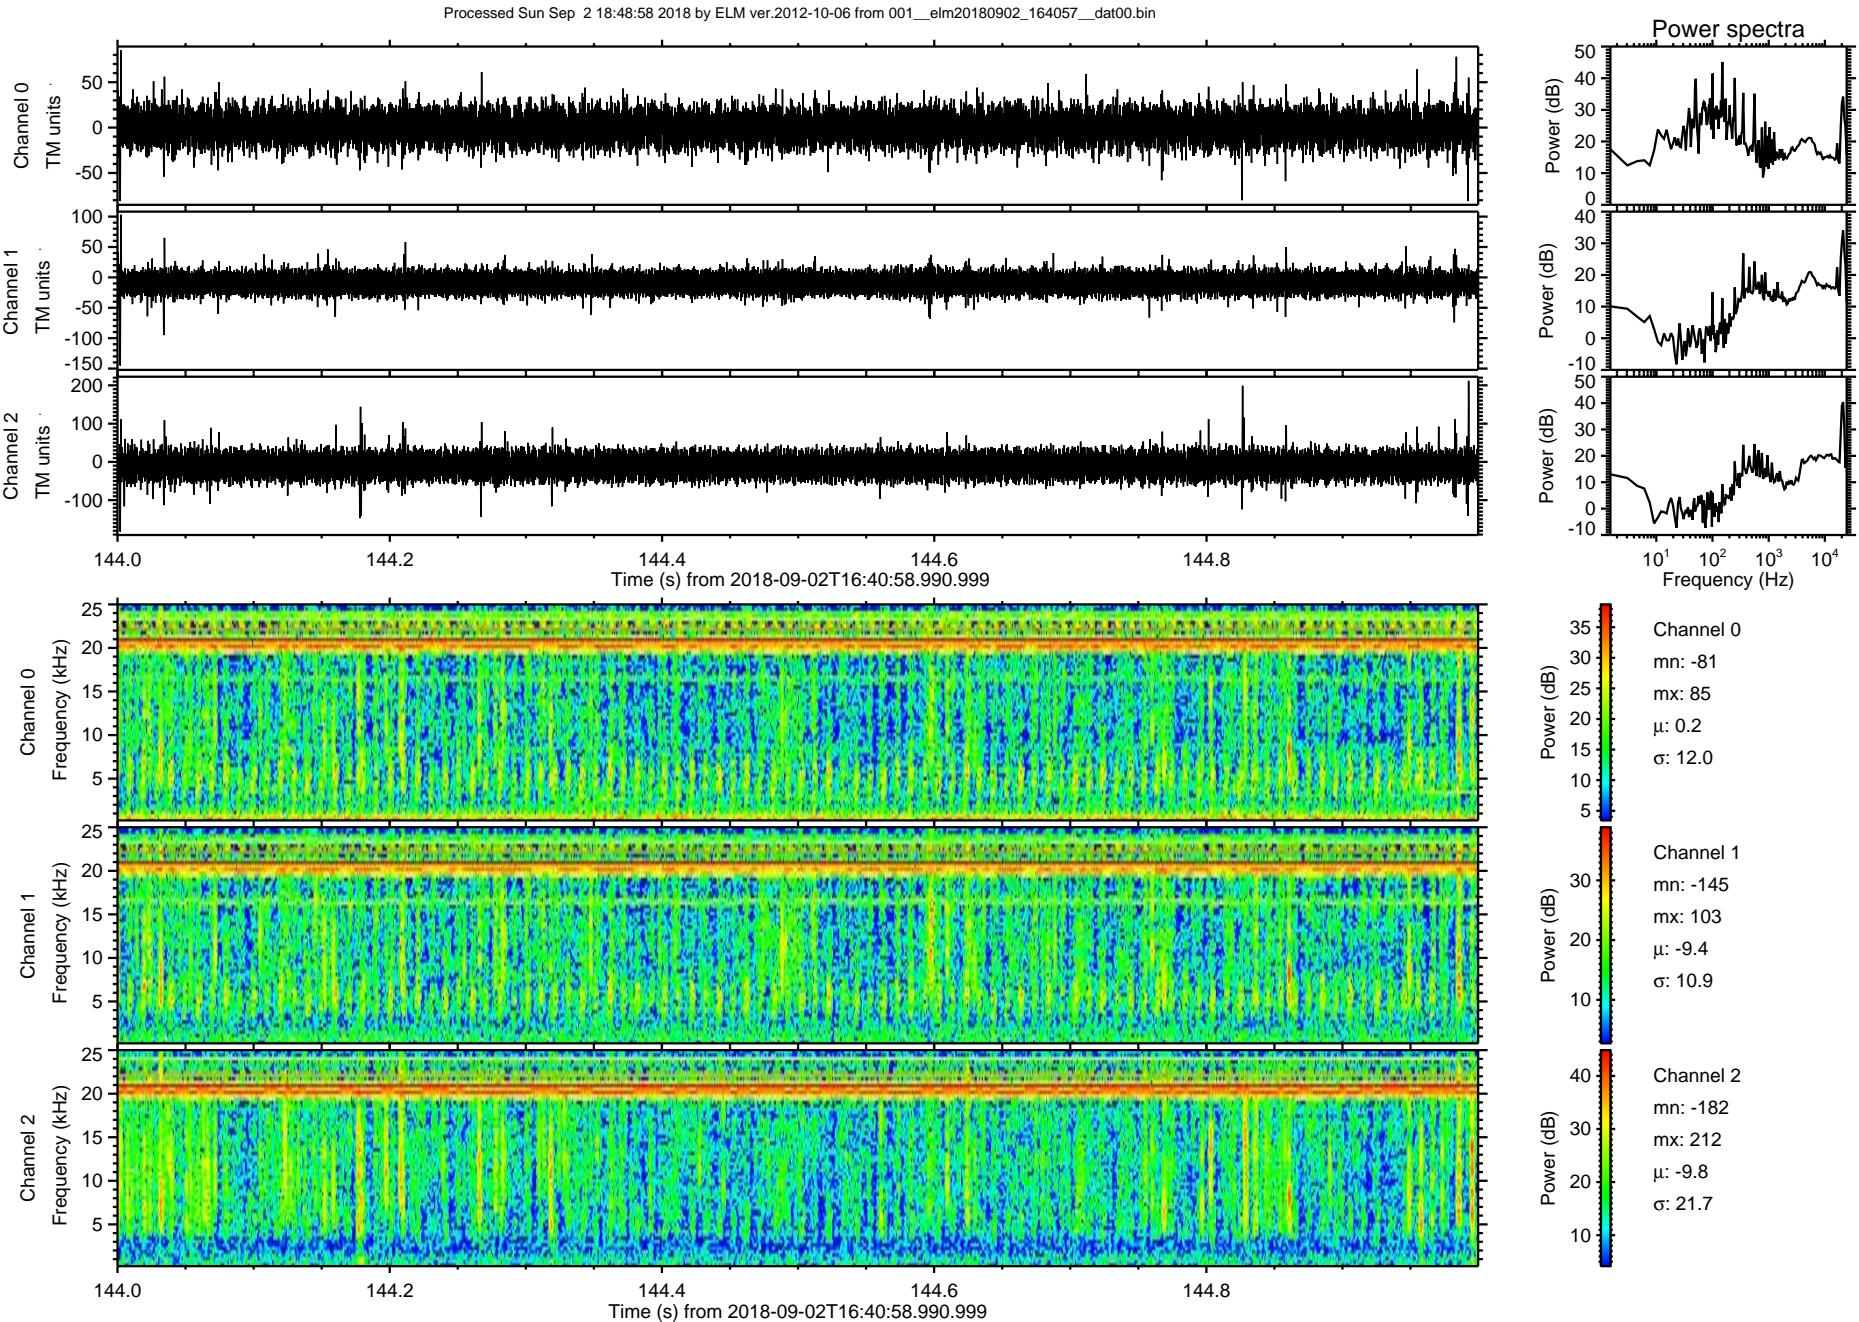 Processed Sun Sep  2 18:48:58 2018 by ELM ver.2012-10-06 from 001__elm20180902_164057__dat00.bin
Power spectra
Channel 0
TM units
50
0
-50
Power (dB)
50
40
30
20
10
0
Channel 1
TM units
100
50
0
-50
-100
-150
Power (dB)
40
30
20
10
0
-10
Channel 2
TM units
200
100
0
-100
Power (dB)
50
40
30
20
10
0
-10
144.0 144.2 144.4 144.6 144.8
Time (s) from 2018-09-02T16:40:58.990.999
10^1 10^2 10^3 10^4
Frequency (Hz)
Channel 0
Frequency (kHz)
25
20
15
10
5
Power (dB)
35
30
25
20
15
10
5
Channel 0
mn: -81
mx: 85
μ: 0.2
σ: 12.0
Channel 1
Frequency (kHz)
25
20
15
10
5
Power (dB)
30
20
10
Channel 1
mn: -145
mx: 103
μ: -9.4
σ: 10.9
Channel 2
Frequency (kHz)
25
20
15
10
5
Power (dB)
40
30
20
10
Channel 2
mn: -182
mx: 212
μ: -9.8
σ: 21.7
144.0 144.2 144.4 144.6 144.8
Time (s) from 2018-09-02T16:40:58.990.999